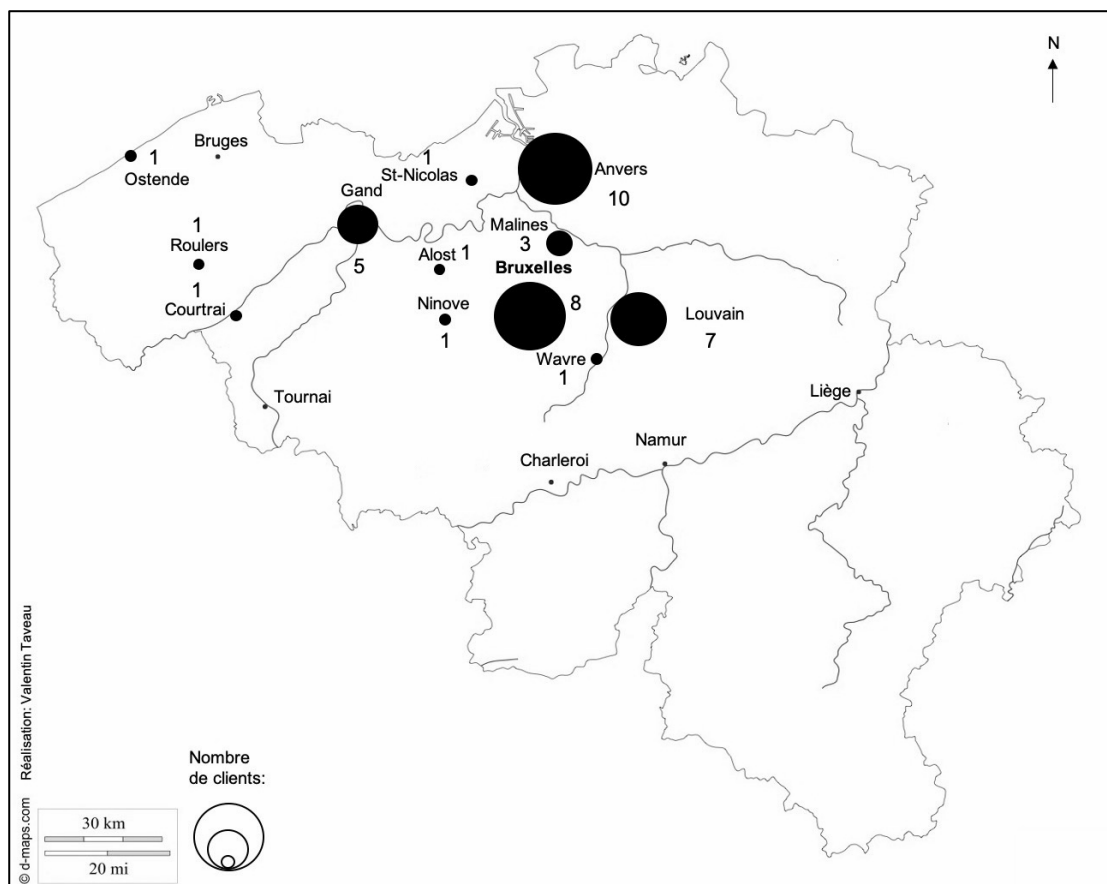 N
Bruges
1
Ostende
1
St-Nicolas
Anvers
10
Gand
5
1
Roulers
1
Courtrai
Malines
3
Alost 1
Bruxelles
8
Ninove
1
Louvain
7
Wavre
1
Tournai
Liège
Namur
Charleroi
Nombre
de clients:
30 km
20 mi
© d-maps.com Réalisation: Valentin Taveau